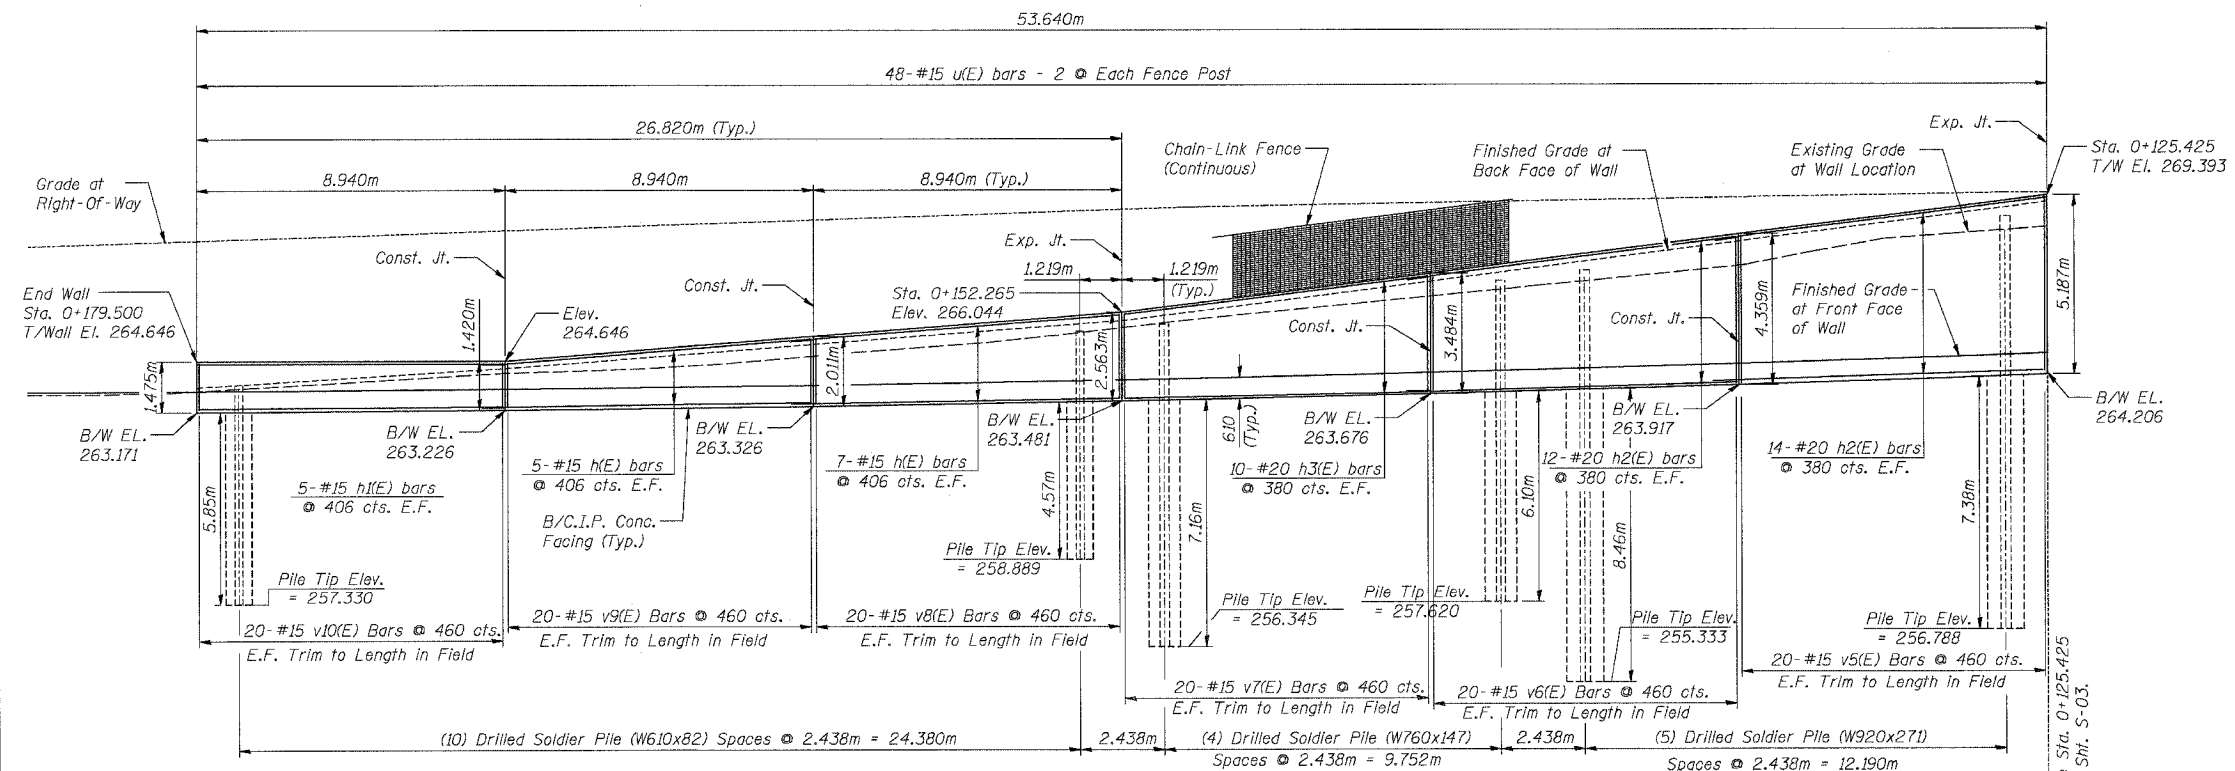 53.640m
48-#15 u(E) bars - 2 @ Each Fence Post
26.820m (Typ.)
8.940m
8.940m
8.940m (Typ.)
Grade at
Right-Of-Way
Chain-Link Fence
(Continuous)
Finished Grade at
Back Face of Wall
Existing Grade
at Wall Location
Exp. Jt.
Sta. 0+125.425
T/W El. 269.393
Const. Jt.
Const. Jt.
Exp. Jt.
1.219m
1.219m
(Typ.)
End Wall
Sta. 0+179.500
T/Wall El. 264.646
1.420m
Elev.
264.646
Sta. 0+152.265
Elev. 266.044
Const. Jt.
Const. Jt.
Finished Grade
at Front Face
of Wall
1.475m
2.011m
2.563m
3.484m
4.359m
5.187m
B/W EL.
263.171
B/W EL.
263.226
B/W EL.
263.326
B/W EL.
263.481
610
(Typ.)
B/W EL.
263.676
B/W EL.
263.917
B/W EL.
264.206
5-#15 h1(E) bars
@ 406 cts. E.F.
5-#15 h(E) bars
@ 406 cts. E.F.
7-#15 h(E) bars
@ 406 cts. E.F.
10-#20 h3(E) bars
@ 380 cts. E.F.
12-#20 h2(E) bars
@ 380 cts. E.F.
14-#20 h2(E) bars
@ 380 cts. E.F.
B/C.I.P. Conc.
Facing (Typ.)
5.85m
4.57m
7.16m
6.10m
8.46m
7.38m
Pile Tip Elev.
= 257.330
Pile Tip Elev.
= 258.889
Pile Tip Elev.
= 256.345
Pile Tip Elev.
= 257.620
Pile Tip Elev.
= 255.333
Pile Tip Elev.
= 256.788
20-#15 v10(E) Bars @ 460 cts.
E.F. Trim to Length in Field
20-#15 v9(E) Bars @ 460 cts.
E.F. Trim to Length in Field
20-#15 v8(E) Bars @ 460 cts.
E.F. Trim to Length in Field
20-#15 v7(E) Bars @ 460 cts.
E.F. Trim to Length in Field
20-#15 v6(E) Bars @ 460 cts.
E.F. Trim to Length in Field
20-#15 v5(E) Bars @ 460 cts.
E.F. Trim to Length in Field
(10) Drilled Soldier Pile (W610x82) Spaces @ 2.438m = 24.380m
2.438m
(4) Drilled Soldier Pile (W760x147)
Spaces @ 2.438m = 9.752m
2.438m
(5) Drilled Soldier Pile (W920x271)
Spaces @ 2.438m = 12.190m
Sta. 0+125.425
Sht. S-03.